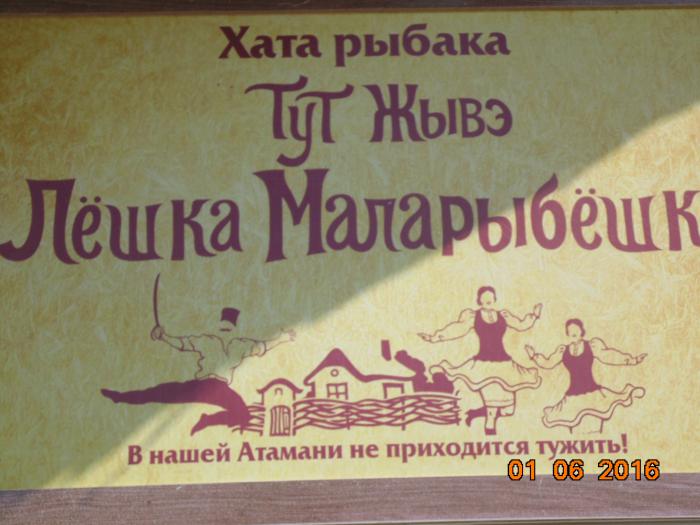 Хата рыбака
Тут Жывэ
Лёшка Маларыбёшк
В нашей Атамани не приходится тужить!
01 06 2016